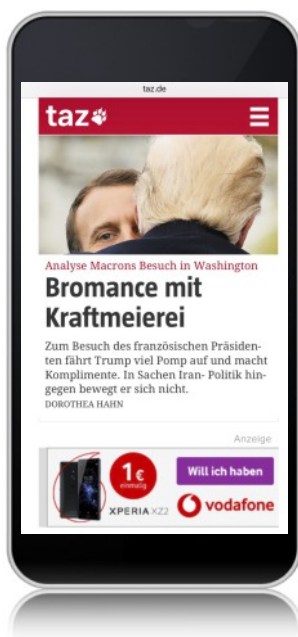 taz.de
taz
Analyse Macrons Besuch in Washington
Bromance mit
Kraftmeierei
Zum Besuch des französischen Präsiden-
ten fährt Trump viel Pomp auf und macht
Komplimente. In Sachen Iran- Politik hin-
gegen bewegt er sich nicht.
DOROTHEA HAHN
Anzeige
1€
einmalig
Will ich haben
XPERIA XZ2
vodafone